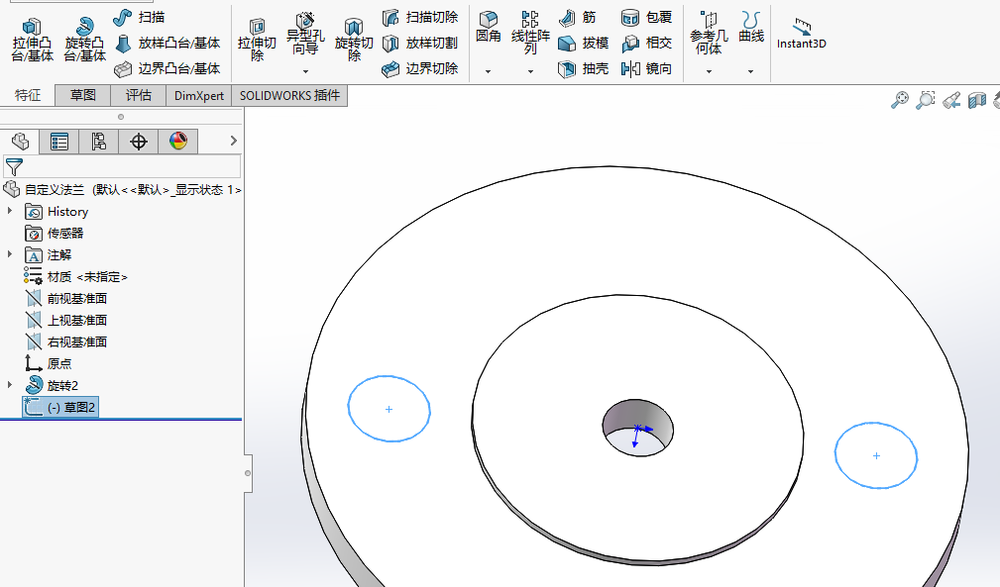 拉伸凸台/基体
旋转凸台/基体
扫描
放样凸台/基体
边界凸台/基体
拉伸切除
异型孔向导
旋转切除
扫描切除
放样切割
边界切除
圆角
线性阵列
筋
拔模
抽壳
包覆
相交
镜向
参考几何体
曲线
Instant3D
特征
草图
评估
DimXpert
SOLIDWORKS 插件
自定义法兰 (默认<<默认>_显示状态 1>
History
传感器
A 注解
材质 <未指定>
前视基准面
上视基准面
右视基准面
原点
旋转2
(-) 草图2